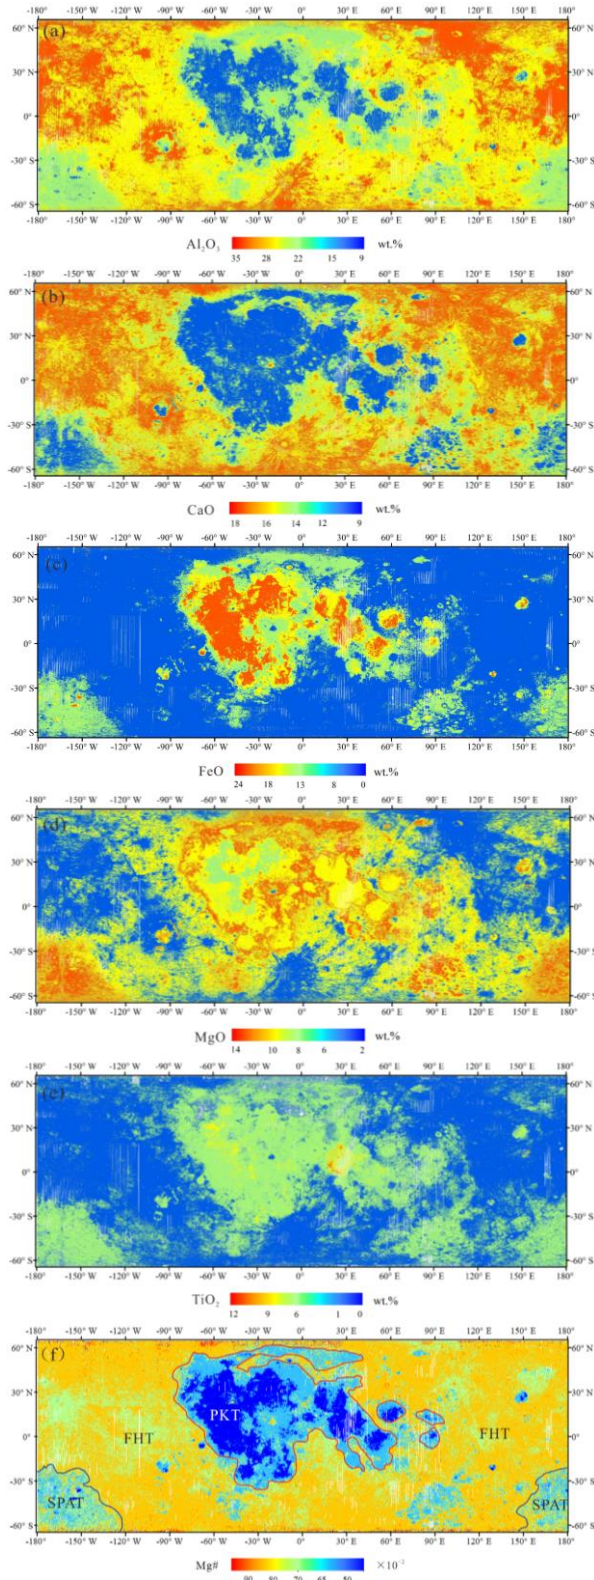 -180° -150° W -120° W -90° W -60° W -30° W 0° 30° E 60° E 90° E 120° E 150° E 180°
(a)
60° N 60° N
30° N 30° N
0° 0°
-30° S -30° S
-60° S -60° S
-180° -150° W -120° W -90° W -60° W -30° W 0° 30° E 60° E 90° E 120° E 150° E 180°
Al₂O₃ wt.%
35 28 22 15 9
-180° -150° W -120° W -90° W -60° W -30° W 0° 30° E 60° E 90° E 120° E 150° E 180°
(b)
60° N 60° N
30° N 30° N
0° 0°
-30° S -30° S
-60° S -60° S
-180° -150° W -120° W -90° W -60° W -30° W 0° 30° E 60° E 90° E 120° E 150° E 180°
CaO wt.%
18 16 14 12 9
-180° -150° W -120° W -90° W -60° W -30° W 0° 30° E 60° E 90° E 120° E 150° E 180°
(c)
60° N 60° N
30° N 30° N
0° 0°
-30° S -30° S
-60° S -60° S
-180° -150° W -120° W -90° W -60° W -30° W 0° 30° E 60° E 90° E 120° E 150° E 180°
FeO wt.%
24 18 13 8 0
-180° -150° W -120° W -90° W -60° W -30° W 0° 30° E 60° E 90° E 120° E 150° E 180°
(d)
60° N 60° N
30° N 30° N
0° 0°
-30° S -30° S
-60° S -60° S
-180° -150° W -120° W -90° W -60° W -30° W 0° 30° E 60° E 90° E 120° E 150° E 180°
MgO wt.%
14 10 8 6 2
-180° -150° W -120° W -90° W -60° W -30° W 0° 30° E 60° E 90° E 120° E 150° E 180°
(e)
60° N 60° N
30° N 30° N
0° 0°
-30° S -30° S
-60° S -60° S
-180° -150° W -120° W -90° W -60° W -30° W 0° 30° E 60° E 90° E 120° E 150° E 180°
TiO₂ wt.%
12 9 6 1 0
-180° -150° W -120° W -90° W -60° W -30° W 0° 30° E 60° E 90° E 120° E 150° E 180°
(f)
60° N 60° N
30° N 30° N
PKT
FHT FHT
0° 0°
-30° S -30° S
SPAT SPAT
-60° S -60° S
-180° -150° W -120° W -90° W -60° W -30° W 0° 30° E 60° E 90° E 120° E 150° E 180°
Mg# ×10⁻²
90 80 70 65 50